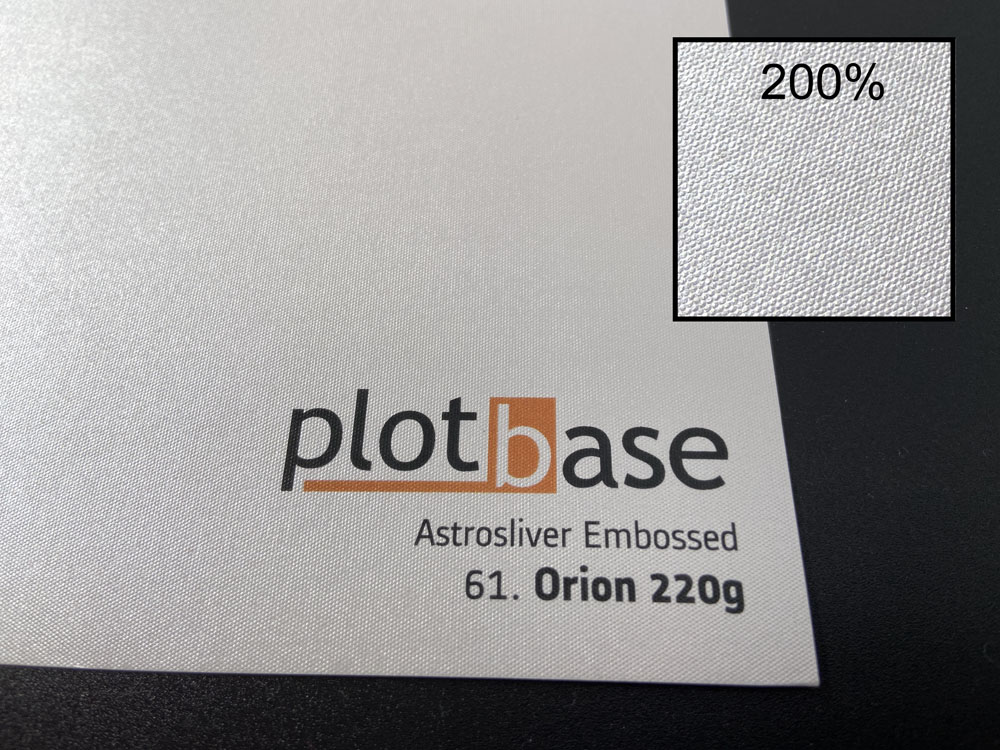 200%
plotbase
Astrosliver Embossed
61. Orion 220g